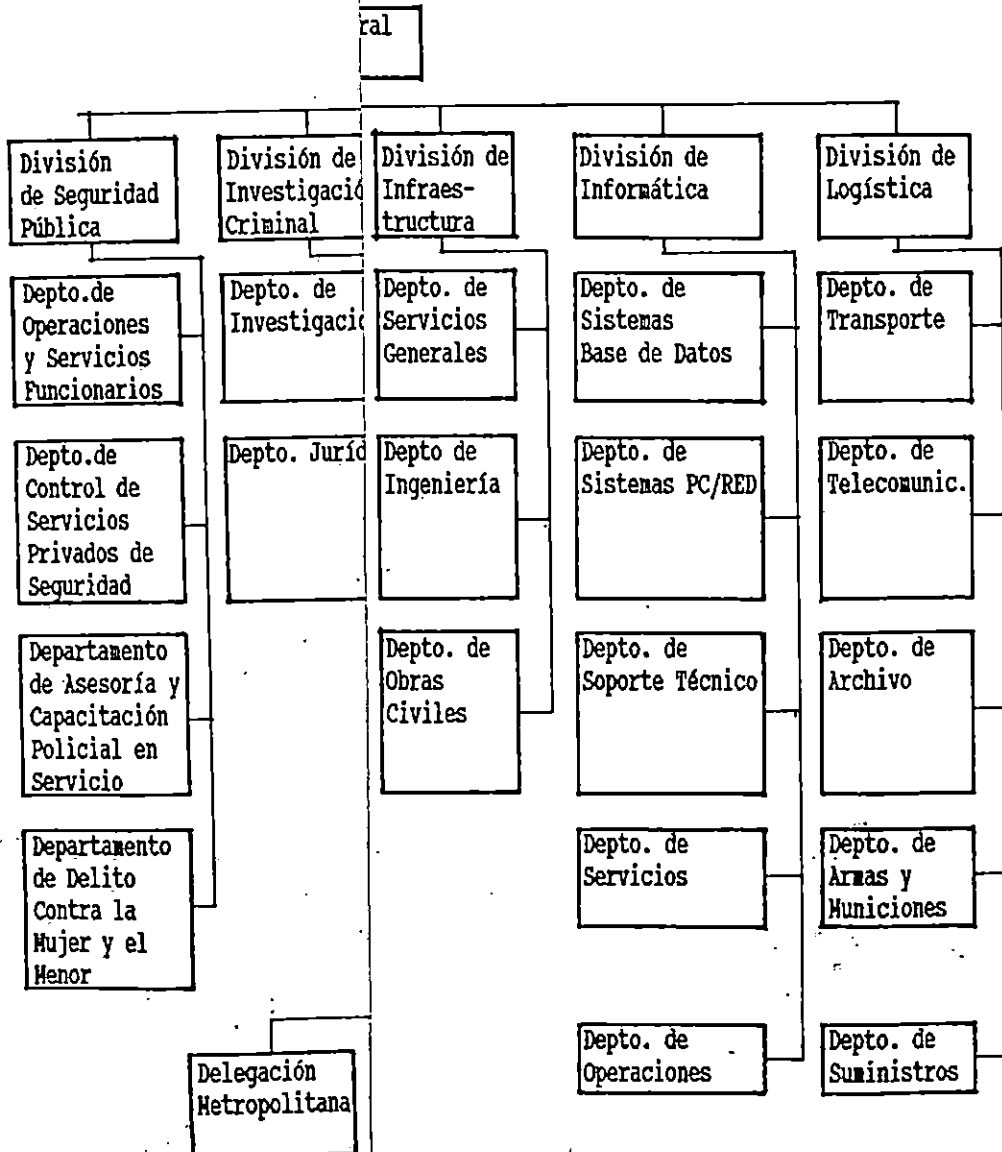 ral
División
de Seguridad
Pública
División de
Investigació
Criminal
División de
Infraes-
tructura
División de
Informática
División de
Logística
Depto.de
Operaciones
y Servicios
Funcionarios
Depto. de
Investigacio
Depto. de
Servicios
Generales
Depto. de
Sistemas
Base de Datos
Depto. de
Transporte
Depto.de
Control de
Servicios
Privados de
Seguridad
Depto. Juríd
Depto de
Ingeniería
Depto. de
Sistemas PC/RED
Depto. de
Telecomunic.
Departamento
de Asesoría y
Capacitación
Policial en
Servicio
Depto. de
Obras
Civiles
Depto. de
Soporte Técnico
Depto. de
Archivo
Departamento
de Delito
Contra la
Mujer y el
Menor
Depto. de
Servicios
Depto. de
Armas y
Municiones
Delegación
Metropolitana
Depto. de
Operaciones
Depto. de
Suministros